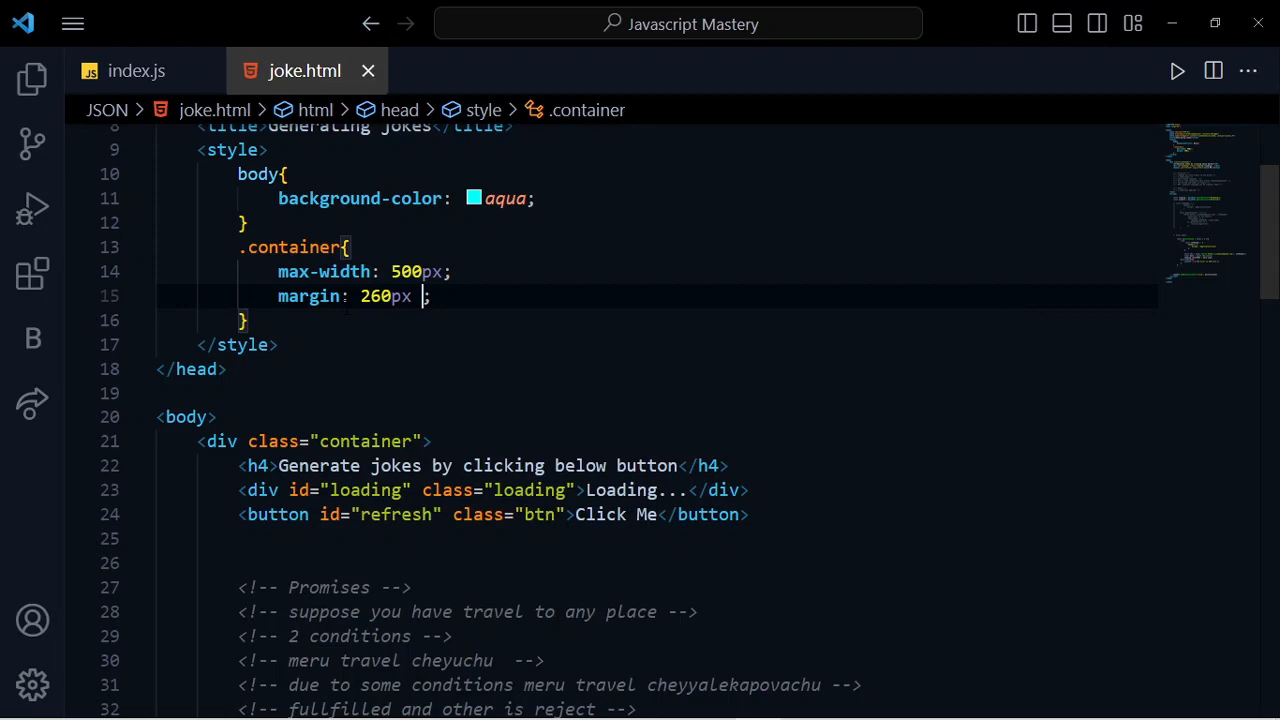 Javascript Mastery
JS index.js
joke.html
JSON > joke.html > html > head > style > .container
8 <title>Generating jokes</title>
9 <style>
10 body{
11 background-color: aqua;
12 }
13 .container{
14 max-width: 500px;
15 margin: 260px ;
16 }
17 </style>
18 </head>
19
20 <body>
21 <div class="container">
22 <h4>Generate jokes by clicking below button</h4>
23 <div id="loading" class="loading">Loading...</div>
24 <button id="refresh" class="btn">Click Me</button>
25
26
27 <!-- Promises -->
28 <!-- suppose you have travel to any place -->
29 <!-- 2 conditions -->
30 <!-- meru travel cheyuchu  -->
31 <!-- due to some conditions meru travel cheyyalekapovachu -->
32 <!-- fullfilled and other is reject -->
B